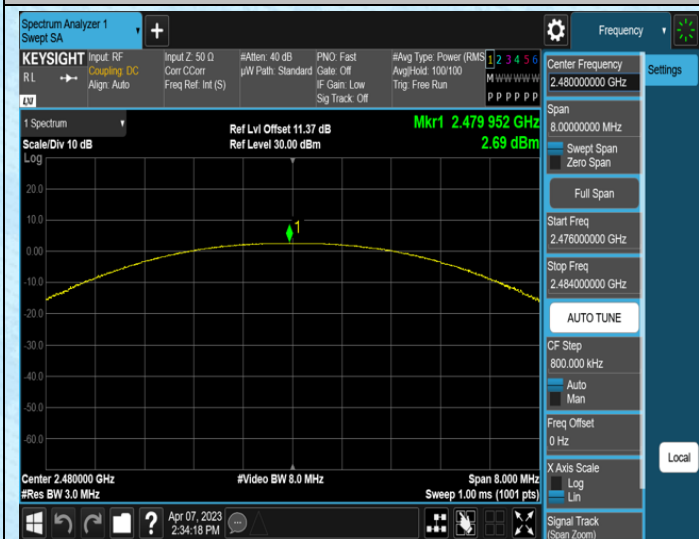 Spectrum Analyzer 1
Swept SA
+
Frequency
KEYSIGHT
RL
LXI
Input: RF
Coupling: DC
Align: Auto
Input Z: 50 Ω
Corr CCorr
Freq Ref: Int (S)
#Atten: 40 dB
µW Path: Standard
PNO: Fast
Gate: Off
IF Gain: Low
Sig Track: Off
#Avg Type: Power (RMS
Avg|Hold: 100/100
Trig: Free Run
1 2 3 4 5 6
M W W W W W
P P P P P P
1 Spectrum
Scale/Div 10 dB
Ref Lvl Offset 11.37 dB
Ref Level 30.00 dBm
Mkr1 2.479 952 GHz
2.69 dBm
Log
20.0
10.0
0.00
-10.0
-20.0
-30.0
-40.0
-50.0
-60.0
1
Center 2.480000 GHz
#Res BW 3.0 MHz
#Video BW 8.0 MHz
Span 8.000 MHz
Sweep 1.00 ms (1001 pts)
?
Apr 07, 2023
2:34:18 PM
Center Frequency
2.480000000 GHz
Span
8.00000000 MHz
Swept Span
Zero Span
Full Span
Start Freq
2.476000000 GHz
Stop Freq
2.484000000 GHz
AUTO TUNE
CF Step
800.000 kHz
Auto
Man
Freq Offset
0 Hz
X Axis Scale
Log
Lin
Signal Track
(Span Zoom)
Settings
Local